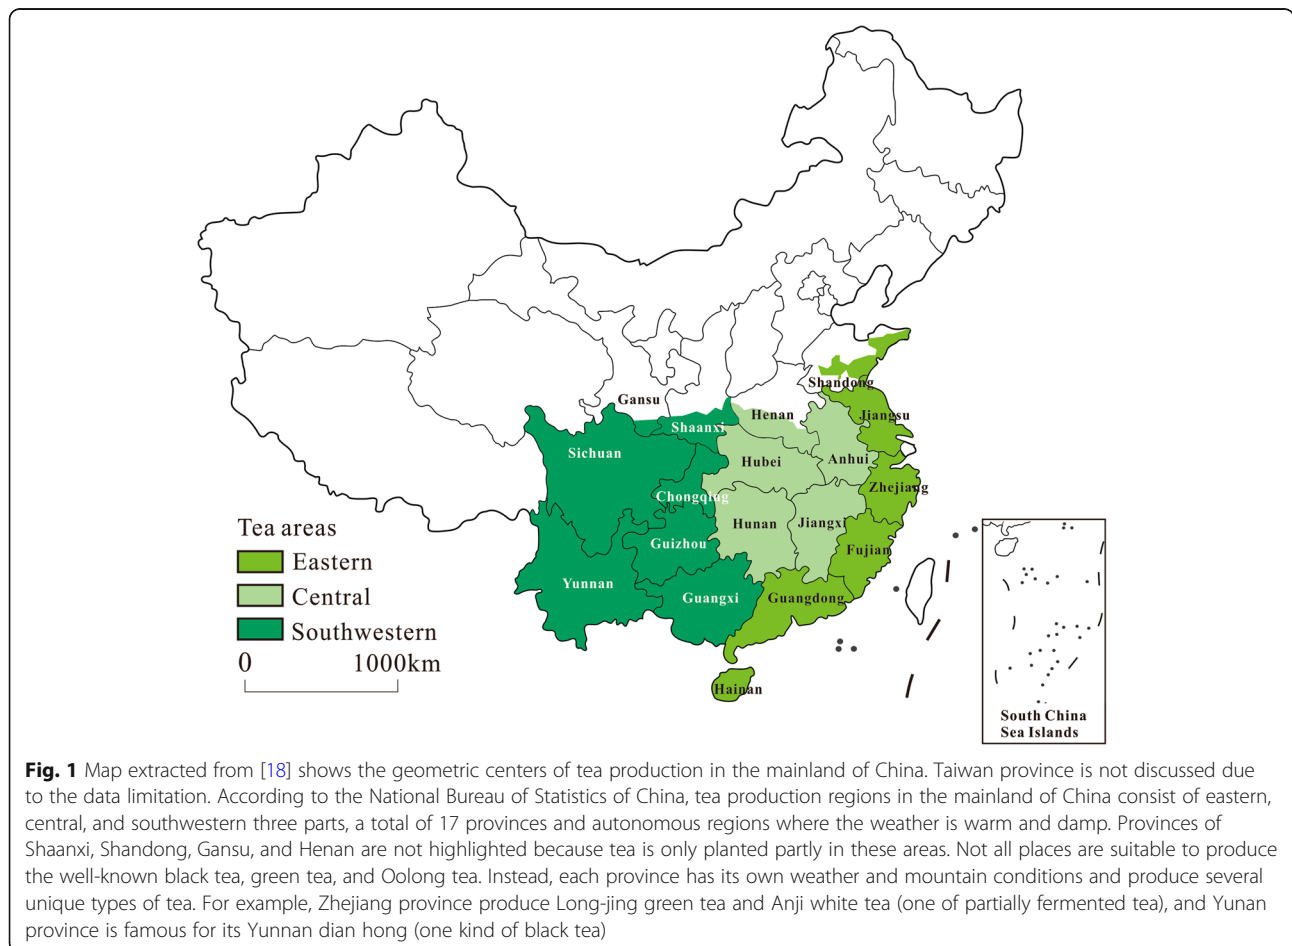 Shandong
Gansu
Henan
Jiangsu
Shaanxi
Sichuan
Hubei
Anhui
Zhejiang
Chongqing
Hunan
Jiangxi
Tea areas
Guizhou
Fujian
Eastern
Yunnan
Central
Guangxi
Guangdong
Southwestern
0 1000km
Hainan
South China
Sea Islands
Fig. 1 Map extracted from [18] shows the geometric centers of tea production in the mainland of China. Taiwan province is not discussed due
to the data limitation. According to the National Bureau of Statistics of China, tea production regions in the mainland of China consist of eastern,
central, and southwestern three parts, a total of 17 provinces and autonomous regions where the weather is warm and damp. Provinces of
Shaanxi, Shandong, Gansu, and Henan are not highlighted because tea is only planted partly in these areas. Not all places are suitable to produce
the well-known black tea, green tea, and Oolong tea. Instead, each province has its own weather and mountain conditions and produce several
unique types of tea. For example, Zhejiang province produce Long-jing green tea and Anji white tea (one of partially fermented tea), and Yunan
province is famous for its Yunnan dian hong (one kind of black tea)